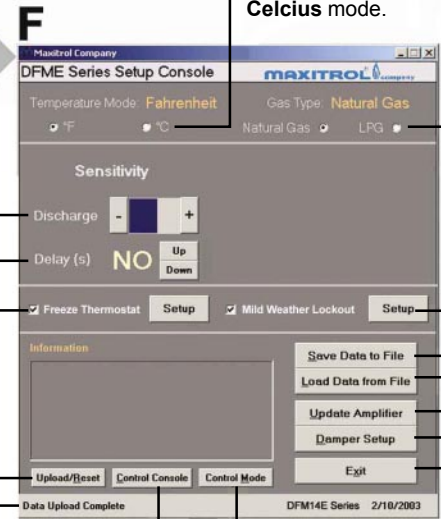 Celcius mode.
F
Maxitrol Company
DFME Series Setup Console
MAXITROL company
Temperature Mode: Fahrenheit
Gas Type: Natural Gas
°F
°C
Natural Gas
LPG
Sensitivity
Discharge
-
+
Delay (s)
NO
Up
Down
Freeze Thermostat
Setup
Mild Weather Lockout
Setup
Information
Save Data to File
Load Data from File
Update Amplifier
Damper Setup
Exit
Upload/Reset
Control Console
Control Mode
Data Upload Complete
DFM14E Series
2/10/2003